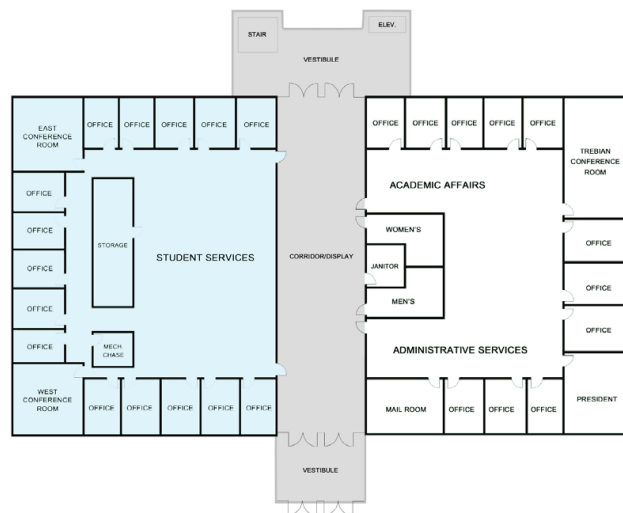 STAIR
ELEV.
VESTIBULE
EAST
CONFERENCE
ROOM
OFFICE
OFFICE
OFFICE
OFFICE
OFFICE
OFFICE
OFFICE
OFFICE
OFFICE
OFFICE
TREBIAN
CONFERENCE
ROOM
ACADEMIC AFFAIRS
OFFICE
OFFICE
OFFICE
OFFICE
OFFICE
STORAGE
STUDENT SERVICES
CORRIDOR/DISPLAY
WOMEN'S
JANITOR
MEN'S
OFFICE
OFFICE
OFFICE
MECH.
CHASE
ADMINISTRATIVE SERVICES
WEST
CONFERENCE
ROOM
OFFICE
OFFICE
OFFICE
OFFICE
OFFICE
MAIL ROOM
OFFICE
OFFICE
OFFICE
PRESIDENT
VESTIBULE